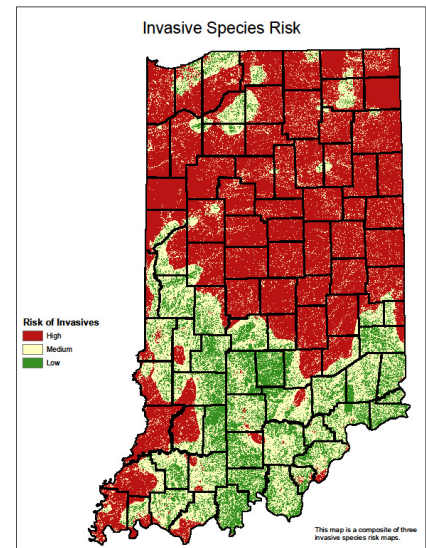 Invasive Species Risk
Risk of Invasives
High
Medium
Low
This map is a composite of three
invasive species risk maps.